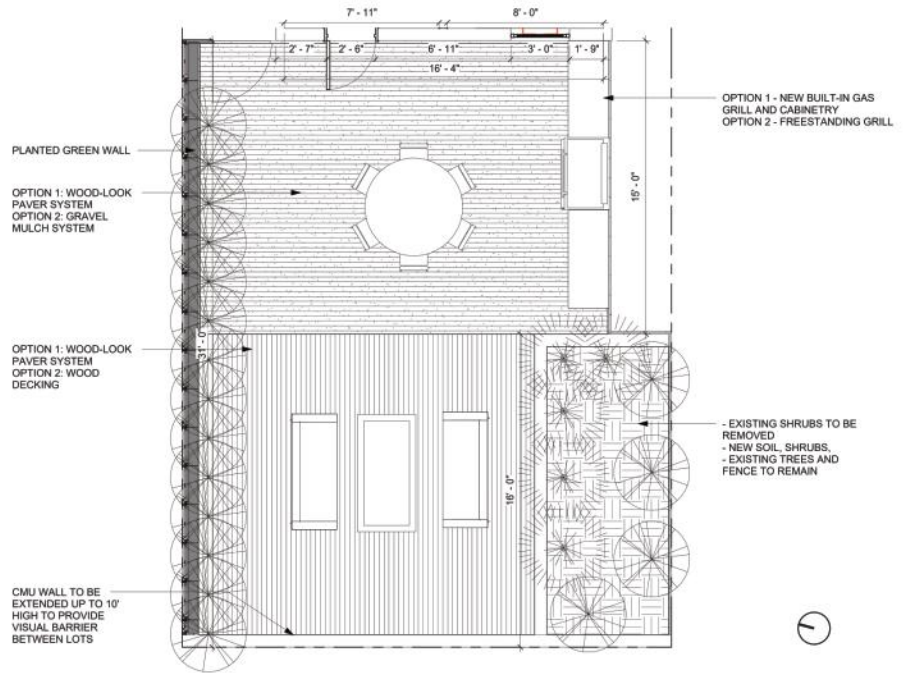 7' - 11"
8' - 0"
2' - 7"
2' - 6"
6' - 11"
3' - 0"
1' - 9"
16' - 4"
OPTION 1 - NEW BUILT-IN GAS
GRILL AND CABINETRY
OPTION 2 - FREESTANDING GRILL
PLANTED GREEN WALL
15' - 0"
OPTION 1: WOOD-LOOK
PAVER SYSTEM
OPTION 2: GRAVEL
MULCH SYSTEM
31' - 0"
OPTION 1: WOOD-LOOK
PAVER SYSTEM
OPTION 2: WOOD
DECKING
- EXISTING SHRUBS TO BE
REMOVED
- NEW SOIL, SHRUBS,
- EXISTING TREES AND
FENCE TO REMAIN
16' - 0"
CMU WALL TO BE
EXTENDED UP TO 10'
HIGH TO PROVIDE
VISUAL BARRIER
BETWEEN LOTS